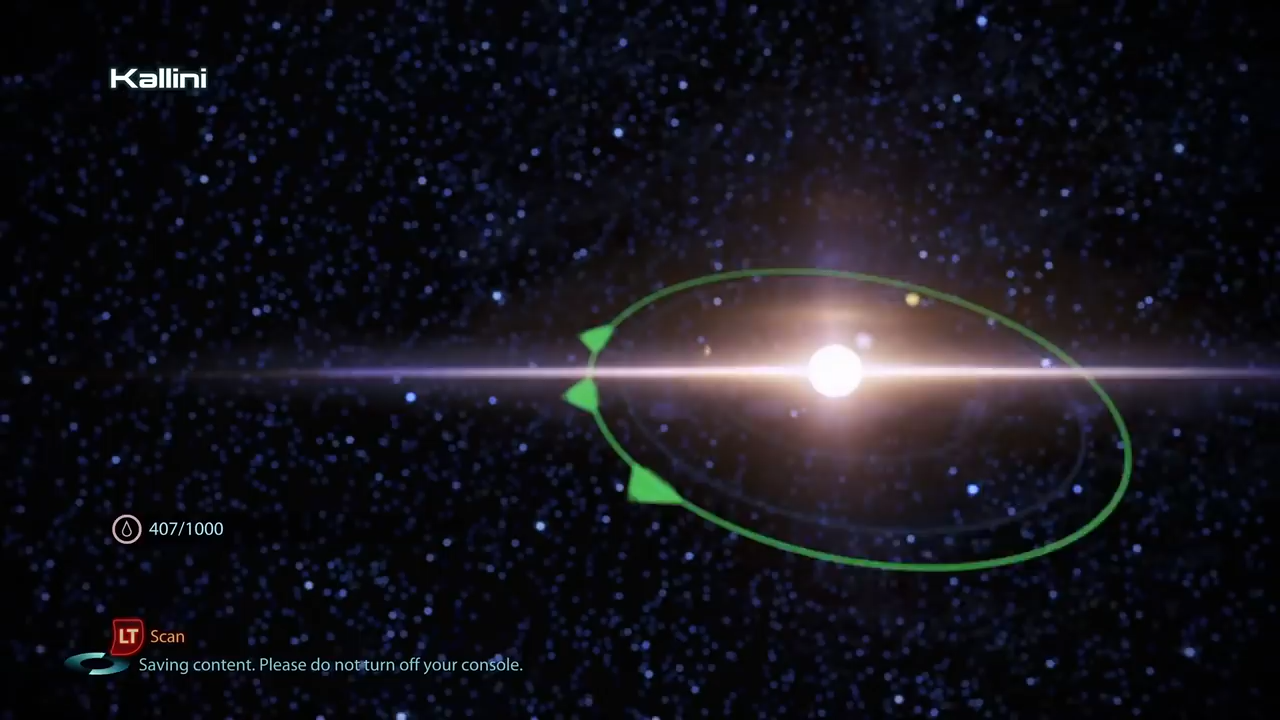 Kallini
407/1000
LT Scan
Saving content. Please do not turn off your console.